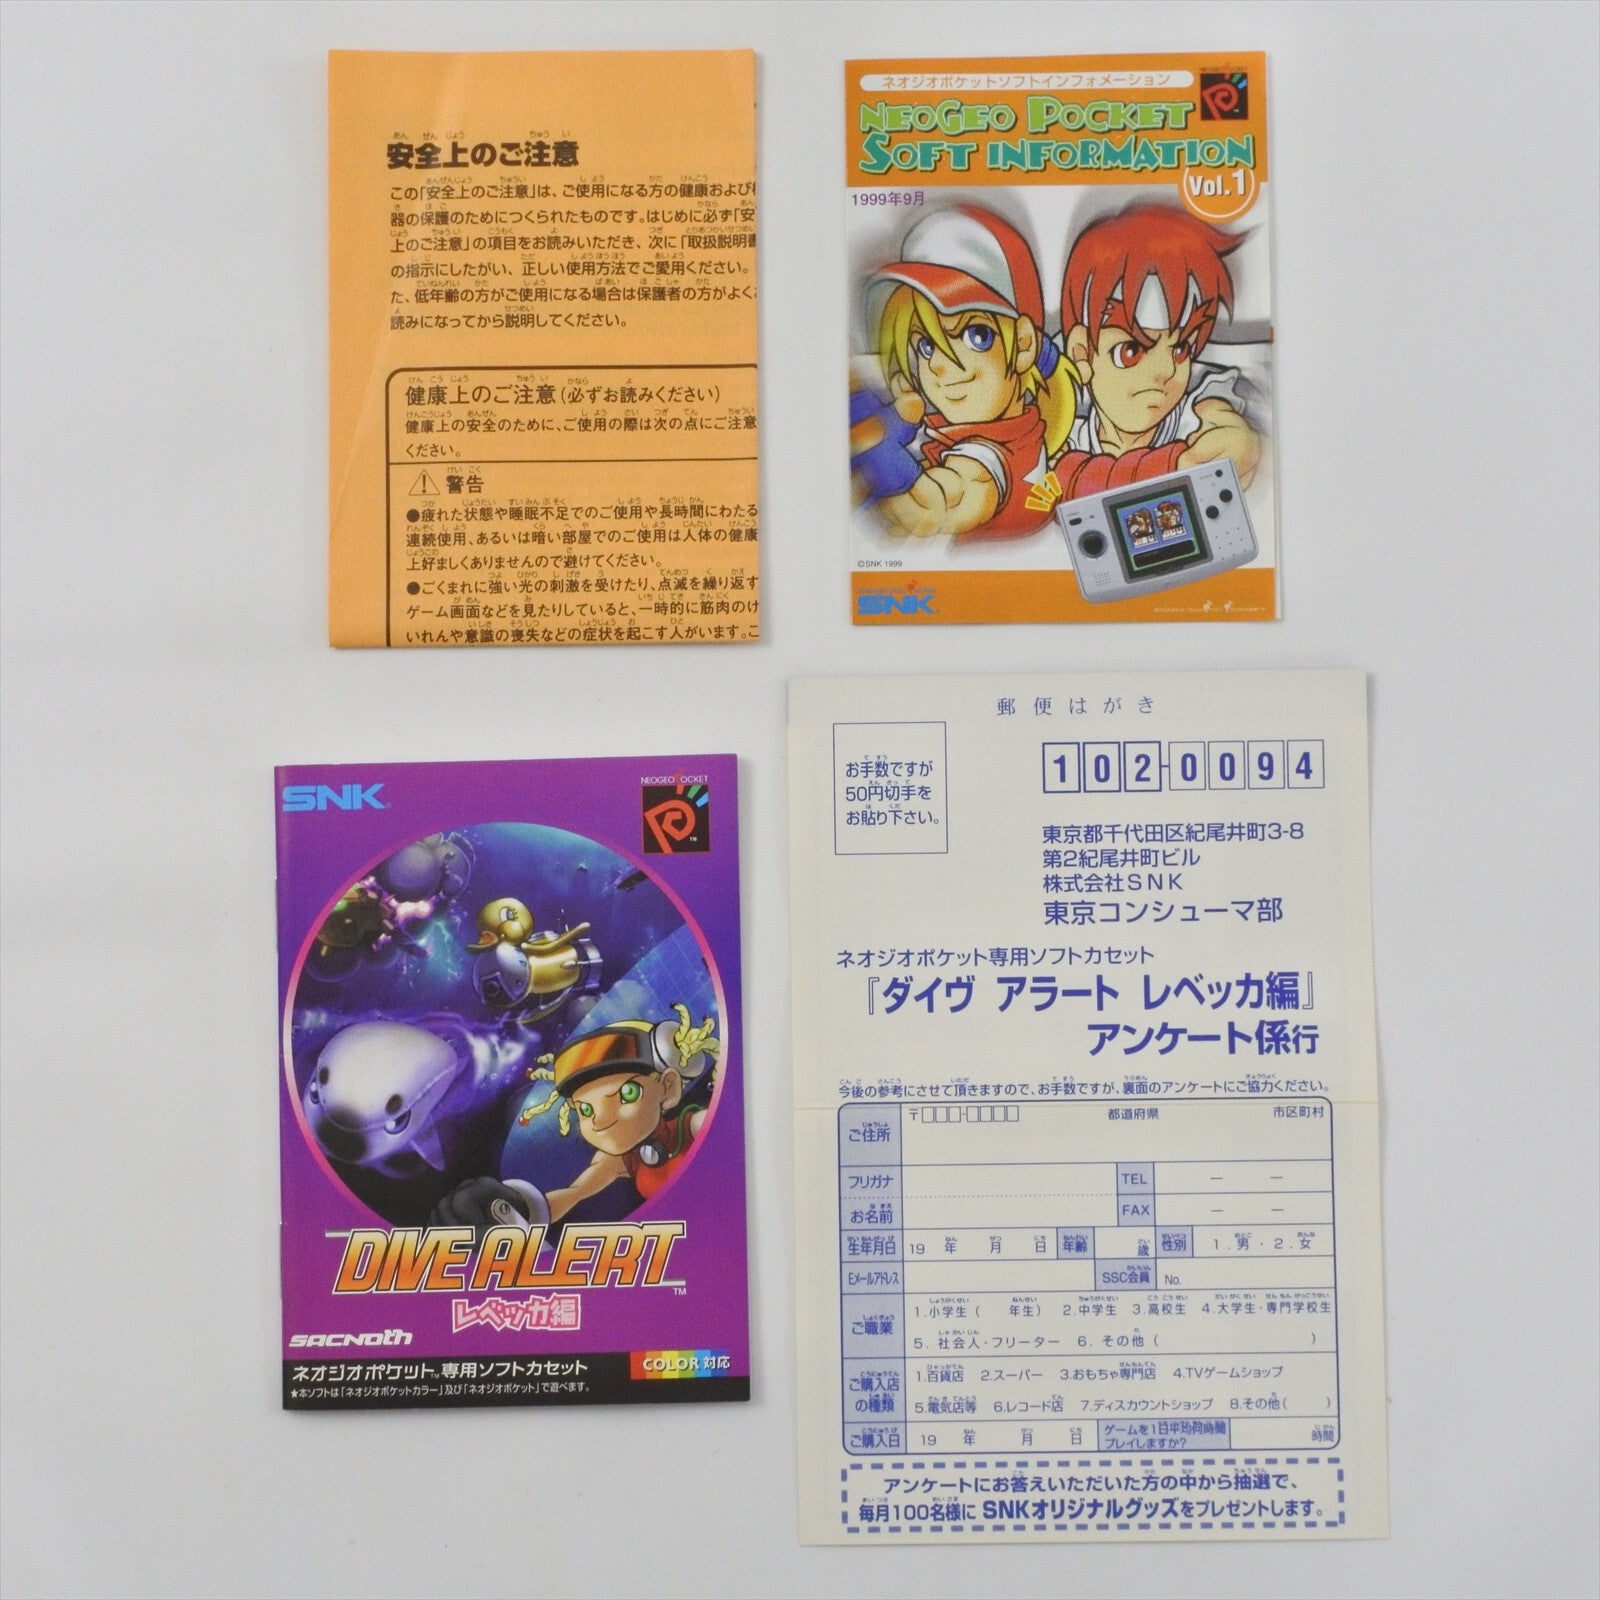 安全上のご注意
この「安全上のご注意」は、ご使用になる方の健康および
器の保護のためにつくられたものです。はじめに必ず「安
上のご注意」の項目をお読みいただき、次に「取扱説明書
の指示にしたがい、正しい使用方法でご愛用ください。
た、低年齢の方がご使用になる場合は保護者の方がよく
読みになってから説明してください。
健康上のご注意(必ずお読みください)
健康上の安全のために、ご使用の際は次の点にご注意
ください。
警告
●疲れた状態や睡眠不足でのご使用や長時間にわたる
連続使用、あるいは暗い部屋でのご使用は人体の健康
上好ましくありませんので避けてください。
●ごくまれに強い光の刺激を受けたり、点滅を繰り返す
ゲーム画面などを見たりしていると、一時的に筋肉のけ
いれんや意識の喪失などの症状を起こす人がいます。こ
ネオジオポケットソフトインフォメーション
NEOGEO POCKET
NEOGEO POCKET
SOFT INFORMATION
Vol.1
1999年9月
©SNK 1999
SNK
SNK
NEOGEO POCKET
DIVE ALERT™
レベッカ編
SACNOTH
ネオジオポケット™専用ソフトカセット
COLOR 対応
★本ソフトは「ネオジオポケットカラー」及び「ネオジオポケット」で遊べます。
郵便はがき
お手数ですが
50円切手を
お貼り下さい。
102-0094
東京都千代田区紀尾井町3-8
第2紀尾井町ビル
株式会社SNK
東京コンシューマ部
ネオジオポケット専用ソフトカセット
『ダイヴ アラート レベッカ編』
アンケート係行
今後の参考にさせて頂きますので、お手数ですが、裏面のアンケートにご協力ください。
ご住所 〒□□□-□□□□ 都道府県 市区町村
フリガナ TEL — —
お名前 FAX — —
生年月日 19 年 月 日 年齢 歳 性別 1.男・2.女
Eメールアドレス SSC会員 No.
ご職業 1.小学生( 年生) 2.中学生 3.高校生 4.大学生・専門学校生
5.社会人・フリーター 6.その他( )
ご購入店の種類 1.百貨店 2.スーパー 3.おもちゃ専門店 4.TVゲームショップ
5.電気店等 6.レコード店 7.ディスカウントショップ 8.その他( )
ご購入日 19 年 月 日 ゲームを1日平均何時間プレイしますか? 時間
アンケートにお答えいただいた方の中から抽選で、
毎月100名様にSNKオリジナルグッズをプレゼントします。